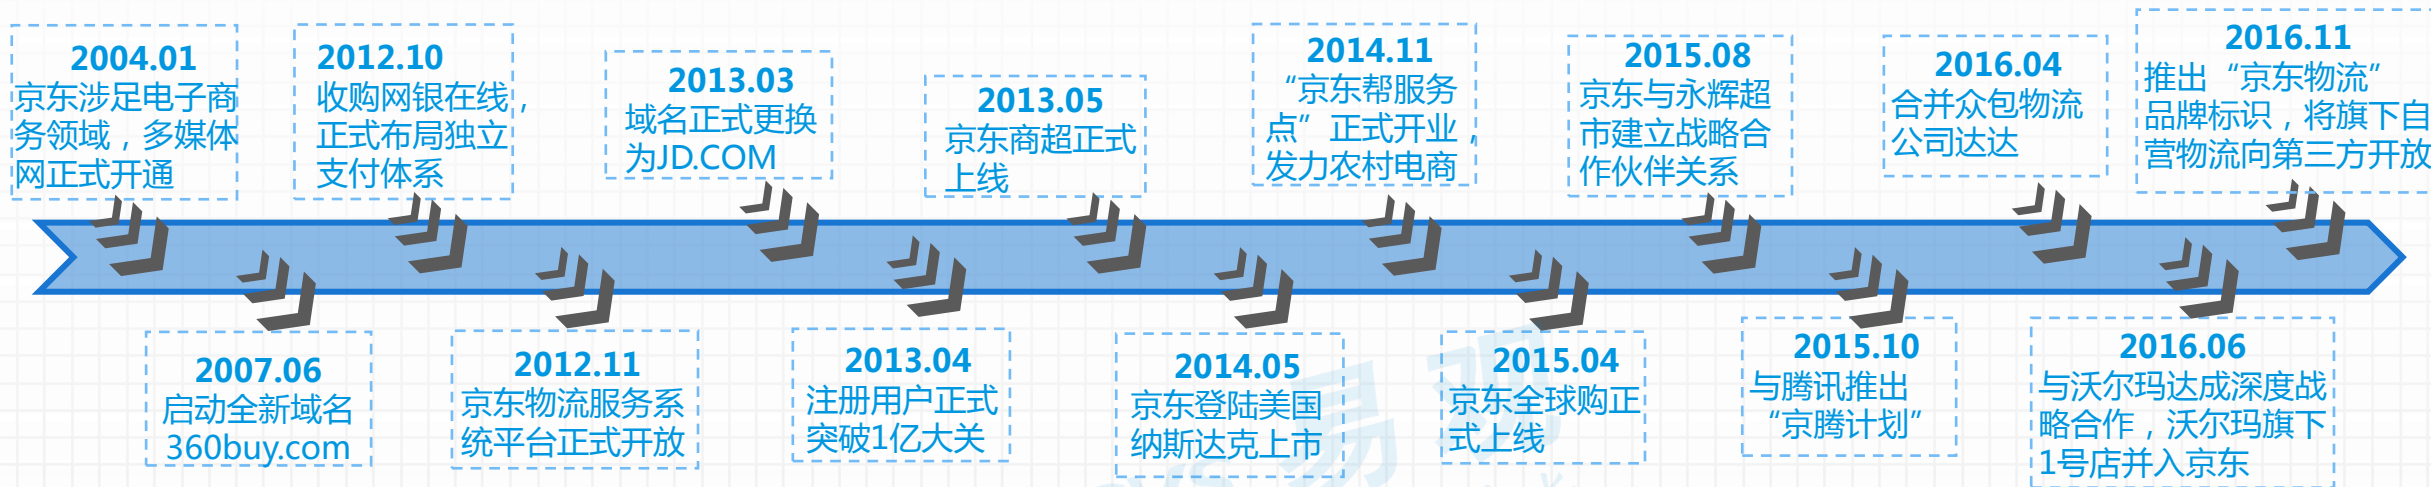 2004.01
京东涉足电子商
务领域，多媒体
网正式开通
2012.10
收购网银在线，
正式布局独立
支付体系
2013.03
域名正式更换
为JD.COM
2013.05
京东商超正式
上线
2014.11
“京东帮服务
点”正式开业，
发力农村电商
2015.08
京东与永辉超
市建立战略合
作伙伴关系
2016.04
合并众包物流
公司达达
2016.11
推出“京东物流”
品牌标识，将旗下自
营物流向第三方开放
2007.06
启动全新域名
360buy.com
2012.11
京东物流服务系
统平台正式开放
2013.04
注册用户正式
突破1亿大关
2014.05
京东登陆美国
纳斯达克上市
2015.04
京东全球购正
式上线
2015.10
与腾讯推出
“京腾计划”
2016.06
与沃尔玛达成深度战
略合作，沃尔玛旗下
1号店并入京东
易观